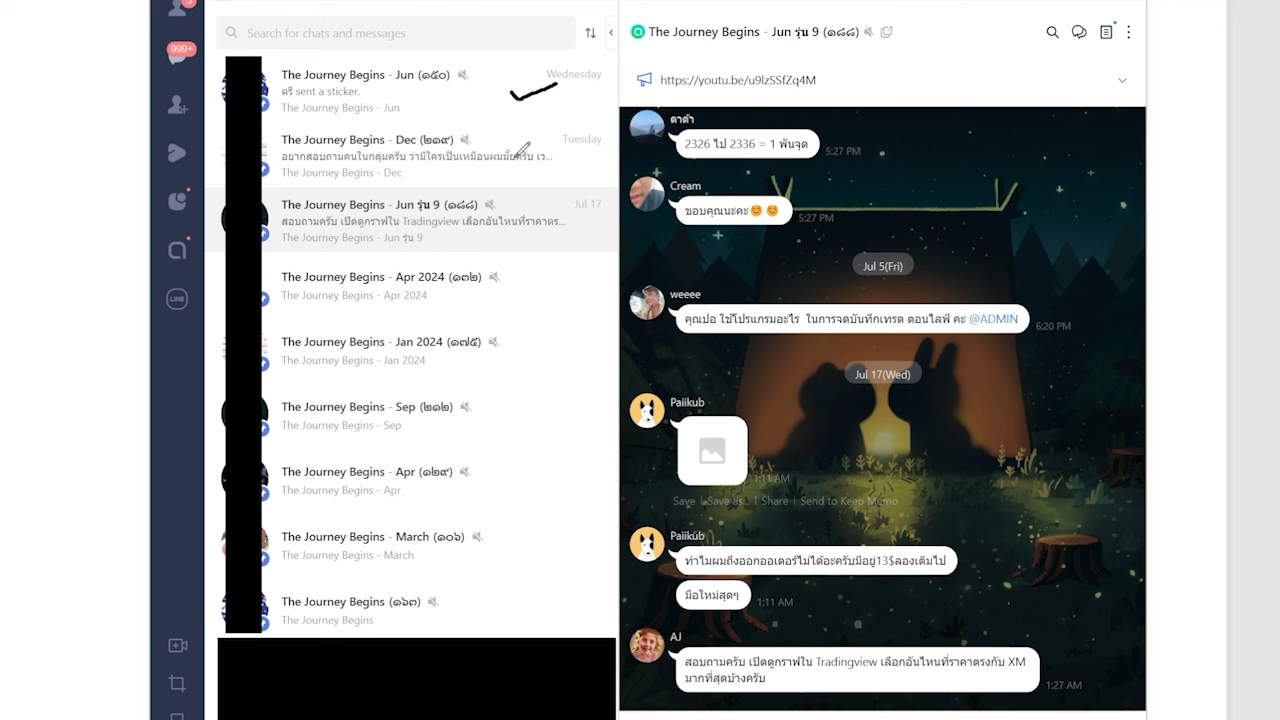 3
999+
LINE
Search for chats and messages
The Journey Begins - Jun (๑๕๐)
Wednesday
ตรี sent a sticker.
The Journey Begins - Jun
The Journey Begins - Dec (๒๑๙)
Tuesday
อยากสอบถามคนในกลุ่มครับ ว่ามีใครเป็นเหมือนผมมั้ยครับ เว...
The Journey Begins - Dec
The Journey Begins - Jun รุ่น 9 (๑๘๘)
Jul 17
สอบถามครับ เปิดดูกราฟใน Tradingview เลือกอันไหนที่ราคาตร...
The Journey Begins - Jun รุ่น 9
The Journey Begins - Apr 2024 (๑๓๒)
The Journey Begins - Apr 2024
The Journey Begins - Jan 2024 (๑๗๕)
The Journey Begins - Jan 2024
The Journey Begins - Sep (๒๑๒)
The Journey Begins - Sep
The Journey Begins - Apr (๑๒๙)
The Journey Begins - Apr
The Journey Begins - March (๑๐๖)
The Journey Begins - March
The Journey Begins (๑๖๓)
The Journey Begins
The Journey Begins - Jun รุ่น 9 (๑๘๘)
https://youtu.be/u9lzSSfZq4M
ดาด้า
2326 ไป 2336 = 1 พันจุด
5:27 PM
Cream
ขอบคุณนะคะ😊 😊
5:27 PM
Jul 5(Fri)
weeee
คุณปอ ใช้โปรแกรมอะไร ในการจดบันทึกเทรด ตอนไลฟ์ คะ @ADMIN
6:20 PM
Jul 17(Wed)
Paiikub
1:11 AM
Save | Save as... | Share | Send to Keep Memo
Paiikub
ทำไมผมถึงออกออเดอร์ไม่ได้อะครับมีอยู่13$ลองเติมไป
มือใหม่สุดๆ
1:11 AM
AJ
สอบถามครับ เปิดดูกราฟใน Tradingview เลือกอันไหนที่ราคาตรงกับ XM
มากที่สุดบ้างครับ
1:27 AM